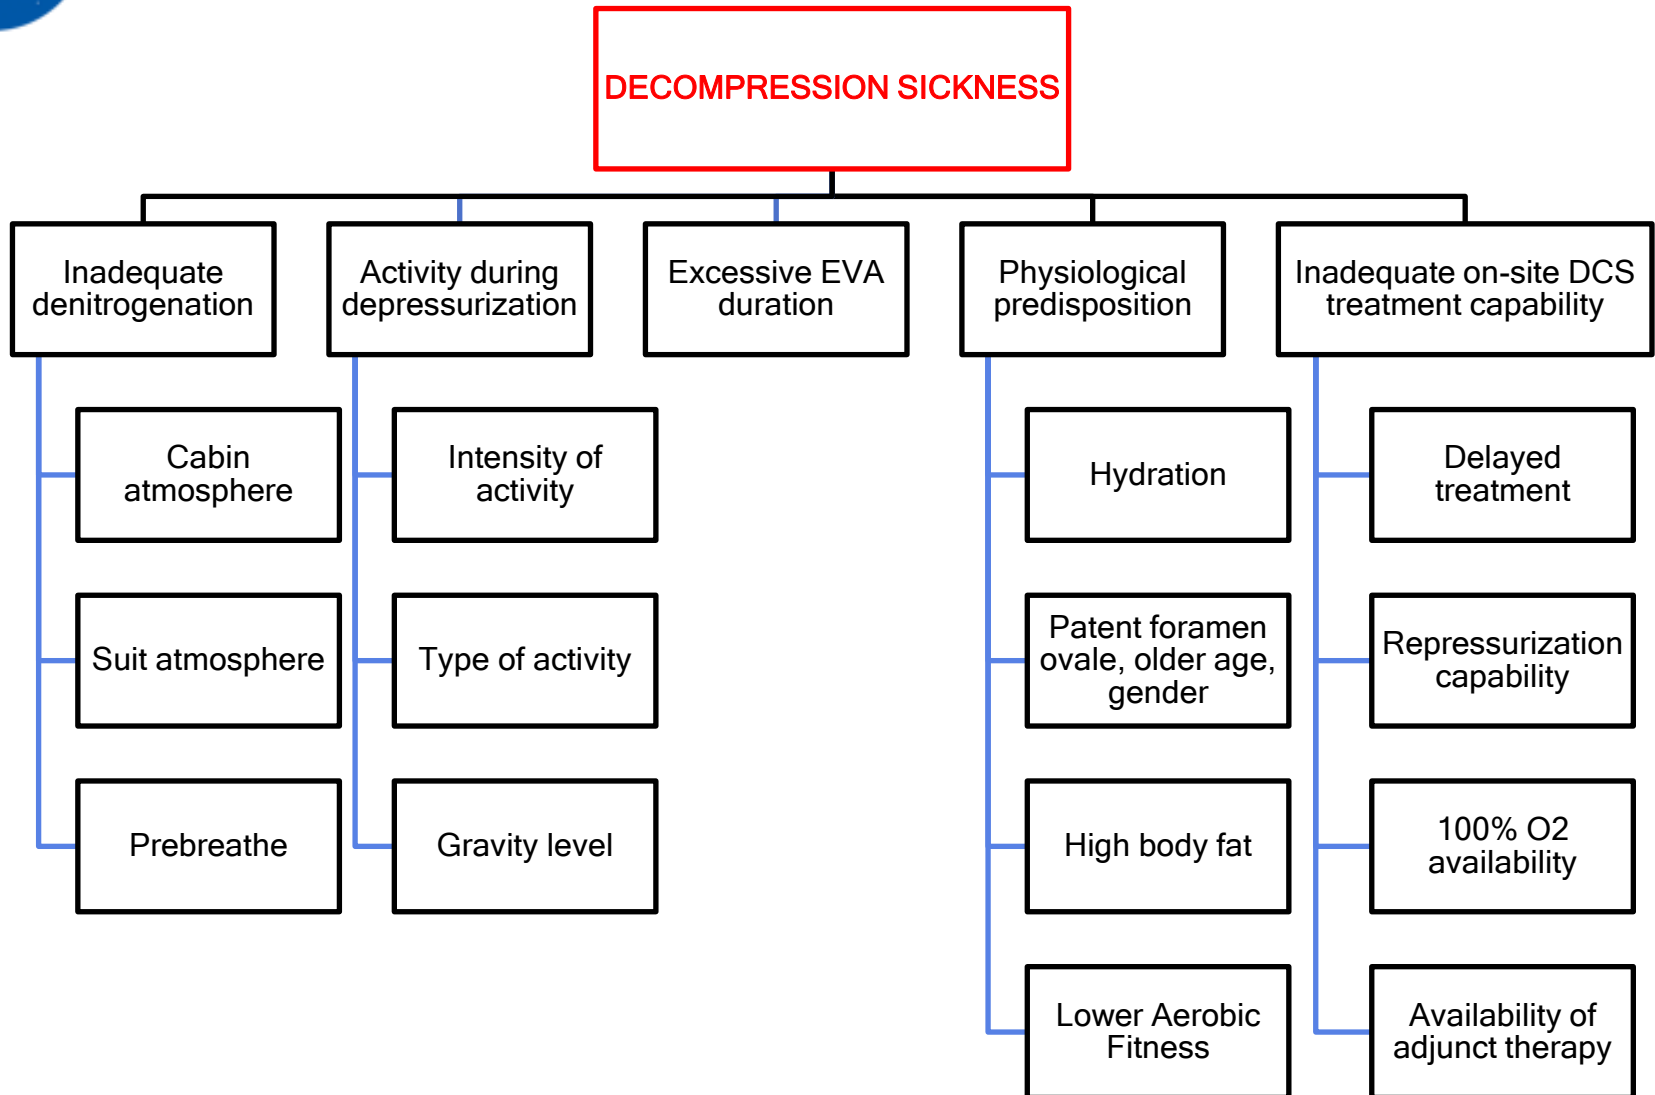 DECOMPRESSION SICKNESS
Inadequate
denitrogenation
Activity during
depressurization
Excessive EVA
duration
Physiological
predisposition
Inadequate on-site DCS
treatment capability
Cabin
atmosphere
Suit atmosphere
Prebreathe
Intensity of
activity
Type of activity
Gravity level
Hydration
Patent foramen
ovale, older age,
gender
High body fat
Lower Aerobic
Fitness
Delayed
treatment
Repressurization
capability
100% O2
availability
Availability of
adjunct therapy